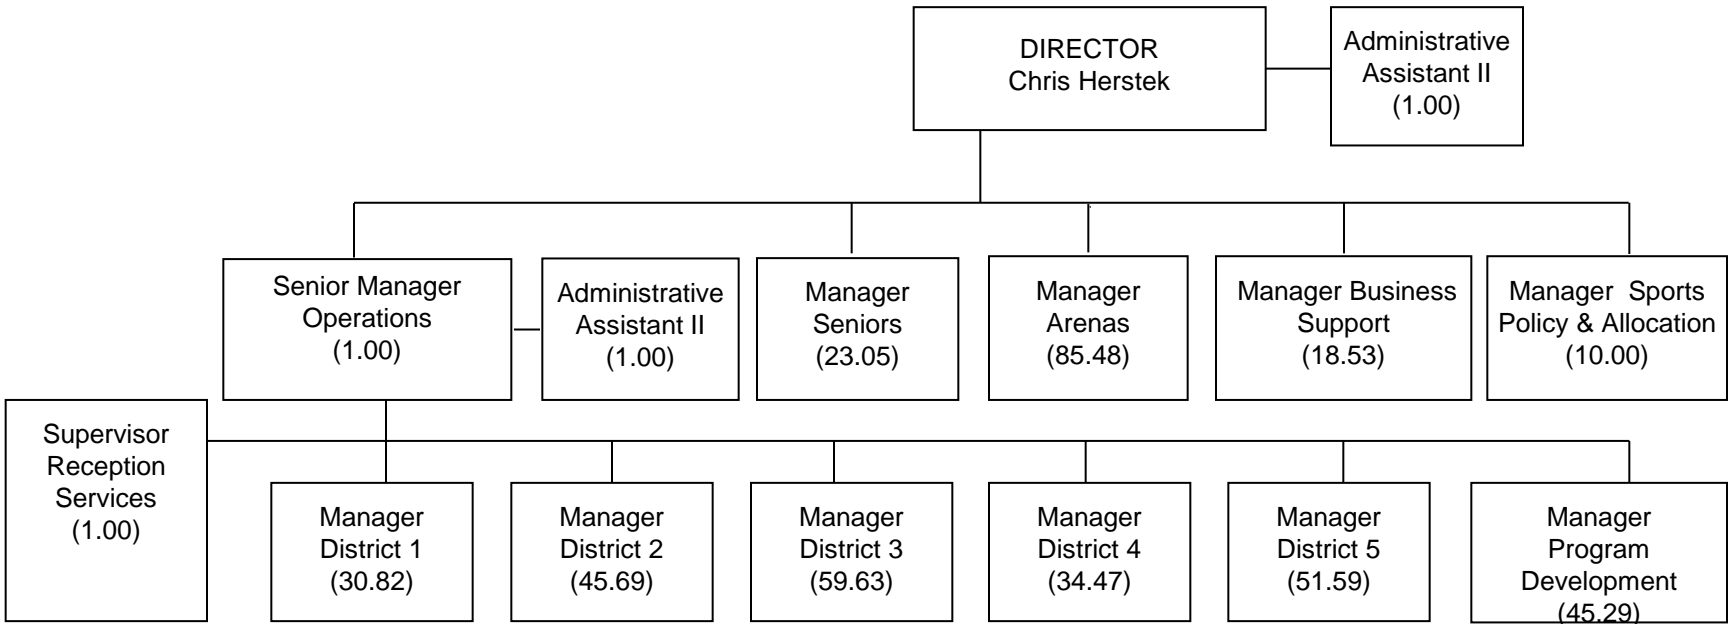 DIRECTOR
Chris Herstek
Administrative
Assistant II
(1.00)
Senior Manager
Operations
(1.00)
Administrative
Assistant II
(1.00)
Manager
Seniors
(23.05)
Manager
Arenas
(85.48)
Manager Business
Support
(18.53)
Manager  Sports
Policy & Allocation
(10.00)
Supervisor
Reception
Services
(1.00)
Manager
District 1
(30.82)
Manager
District 2
(45.69)
Manager
District 3
(59.63)
Manager
District 4
(34.47)
Manager
District 5
(51.59)
Manager
Program
Development
(45.29)